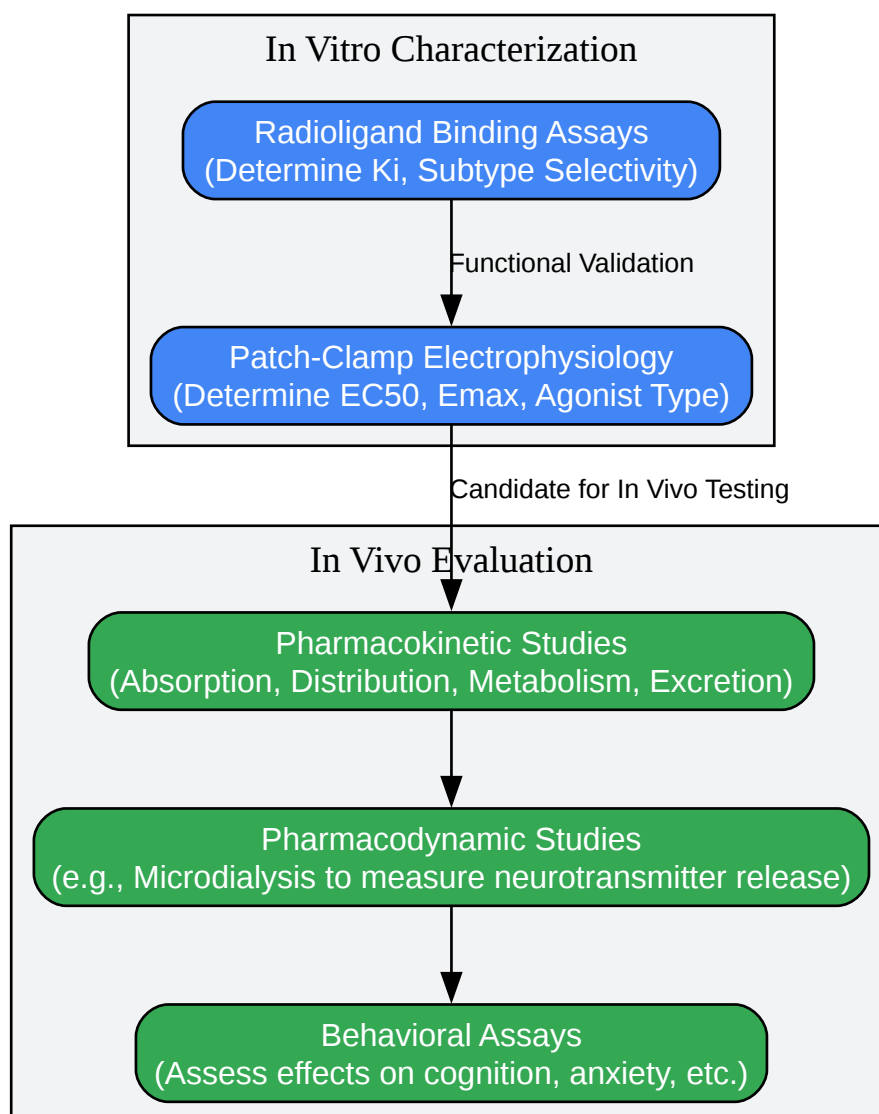 In Vitro Characterization
Radioligand Binding Assays
(Determine Ki, Subtype Selectivity)
Functional Validation
Patch-Clamp Electrophysiology
(Determine EC50, Emax, Agonist Type)
Candidate for In Vivo Testing
In Vivo Evaluation
Pharmacokinetic Studies
(Absorption, Distribution, Metabolism, Excretion)
Pharmacodynamic Studies
(e.g., Microdialysis to measure neurotransmitter release)
Behavioral Assays
(Assess effects on cognition, anxiety, etc.)